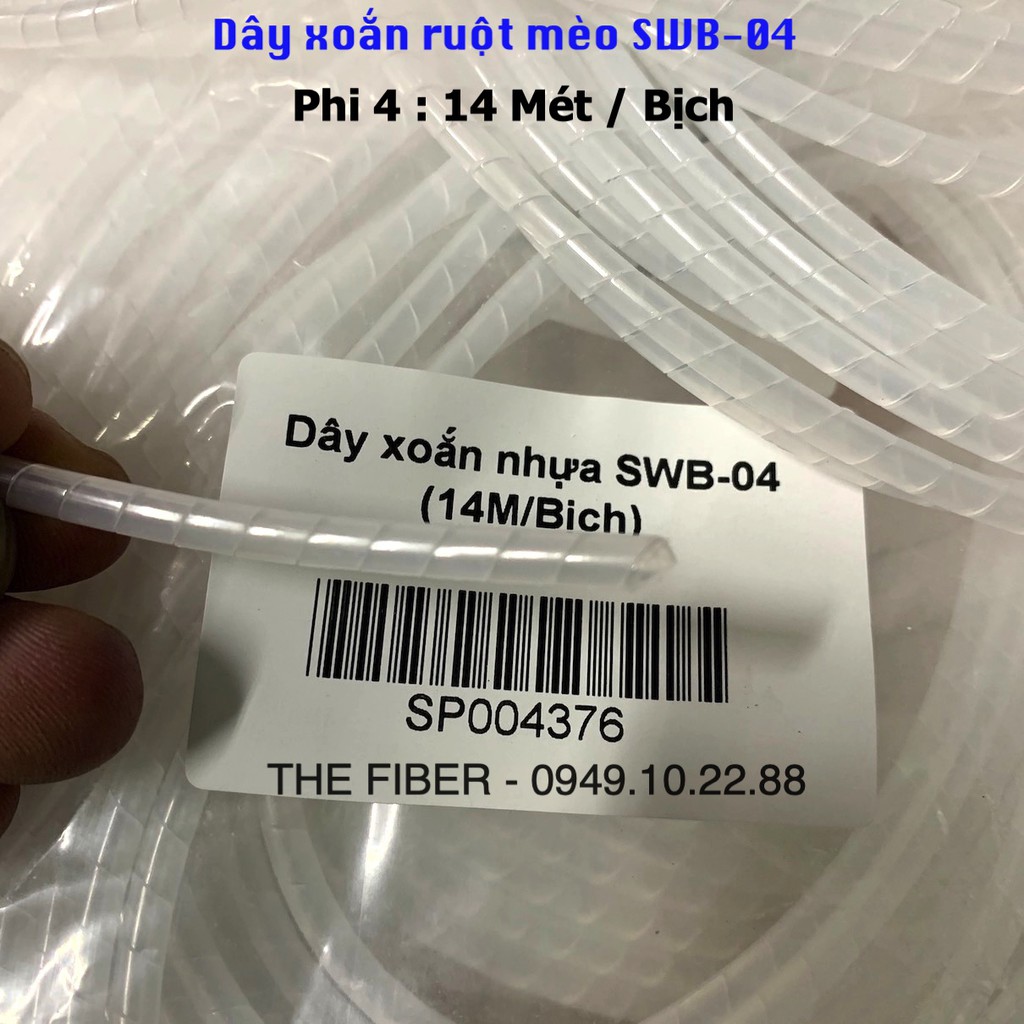 Dây xoắn ruột mèo SWB-04
Phi 4 : 14 Mét / Bịch
Dây xoắn nhựa SWB-04
(14M/Bich)
SP004376
THE FIBER - 0949.10.22.88